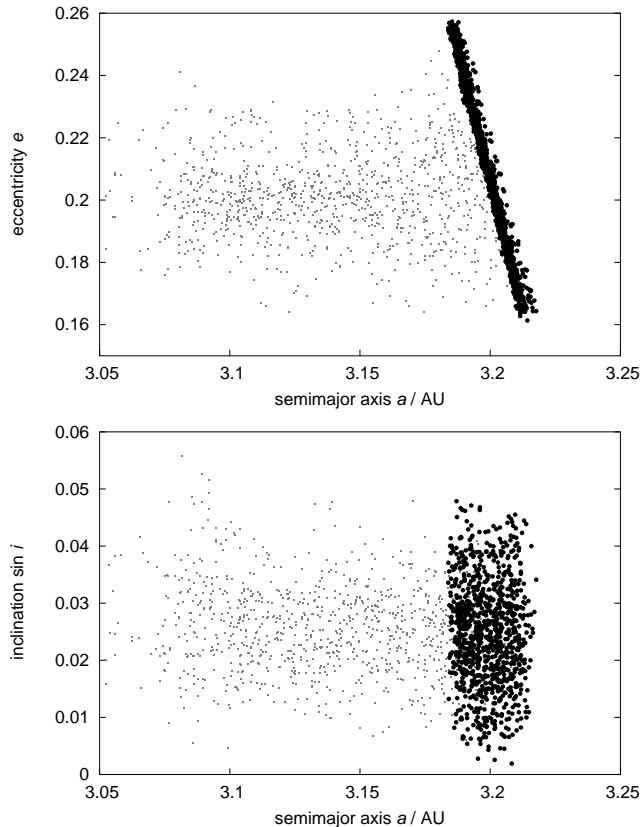 0.26
0.24
0.22
0.2
0.18
0.16
eccentricity e
3.05 3.1 3.15 3.2 3.25
semimajor axis a / AU
0.06
0.05
0.04
0.03
0.02
0.01
0
inclination sin i
3.05 3.1 3.15 3.2 3.25
semimajor axis a / AU